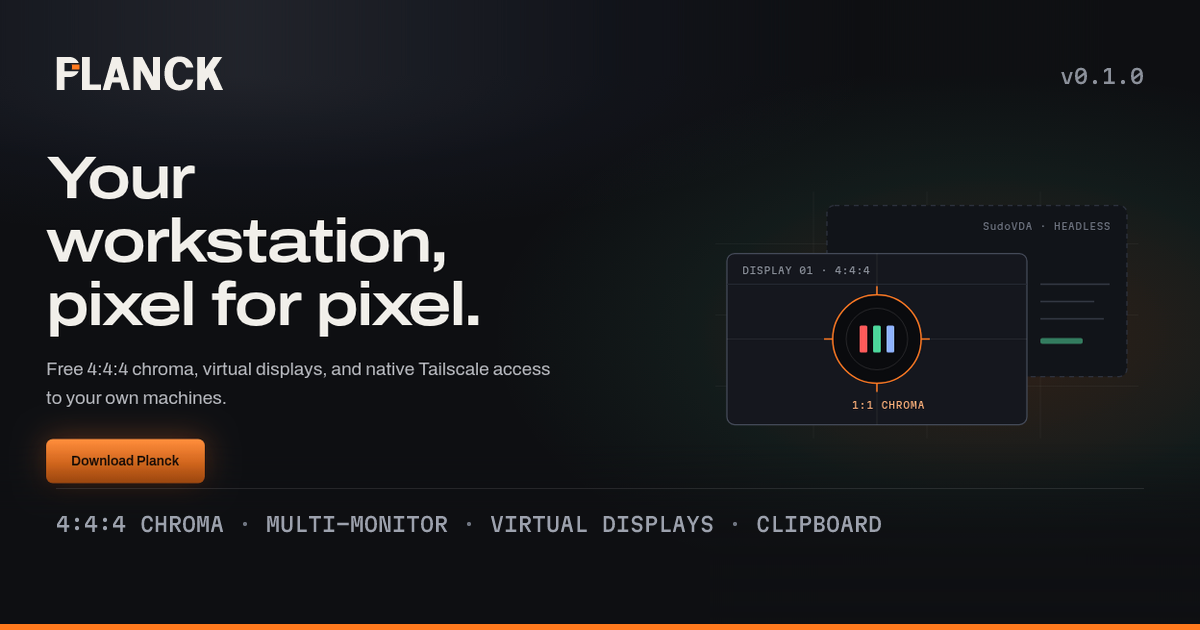 PLANCK
v0.1.0
Your
workstation,
pixel for pixel.
Free 4:4:4 chroma, virtual displays, and native Tailscale access
to your own machines.
Download Planck
SudoVDA · HEADLESS
DISPLAY 01 · 4:4:4
1:1 CHROMA
4:4:4 CHROMA · MULTI–MONITOR · VIRTUAL DISPLAYS · CLIPBOARD